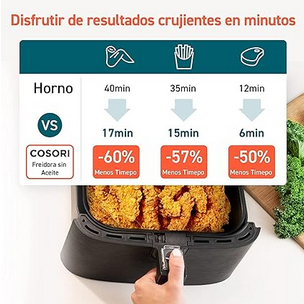 Disfrutar de resultados crujientes en minutos
Horno 40min 35min 12min
VS 17min 15min 6min
COSORI
Freidora sin
Aceite
-60% -57% -50%
Menos Timepo Menos Timepo Menos Timepo